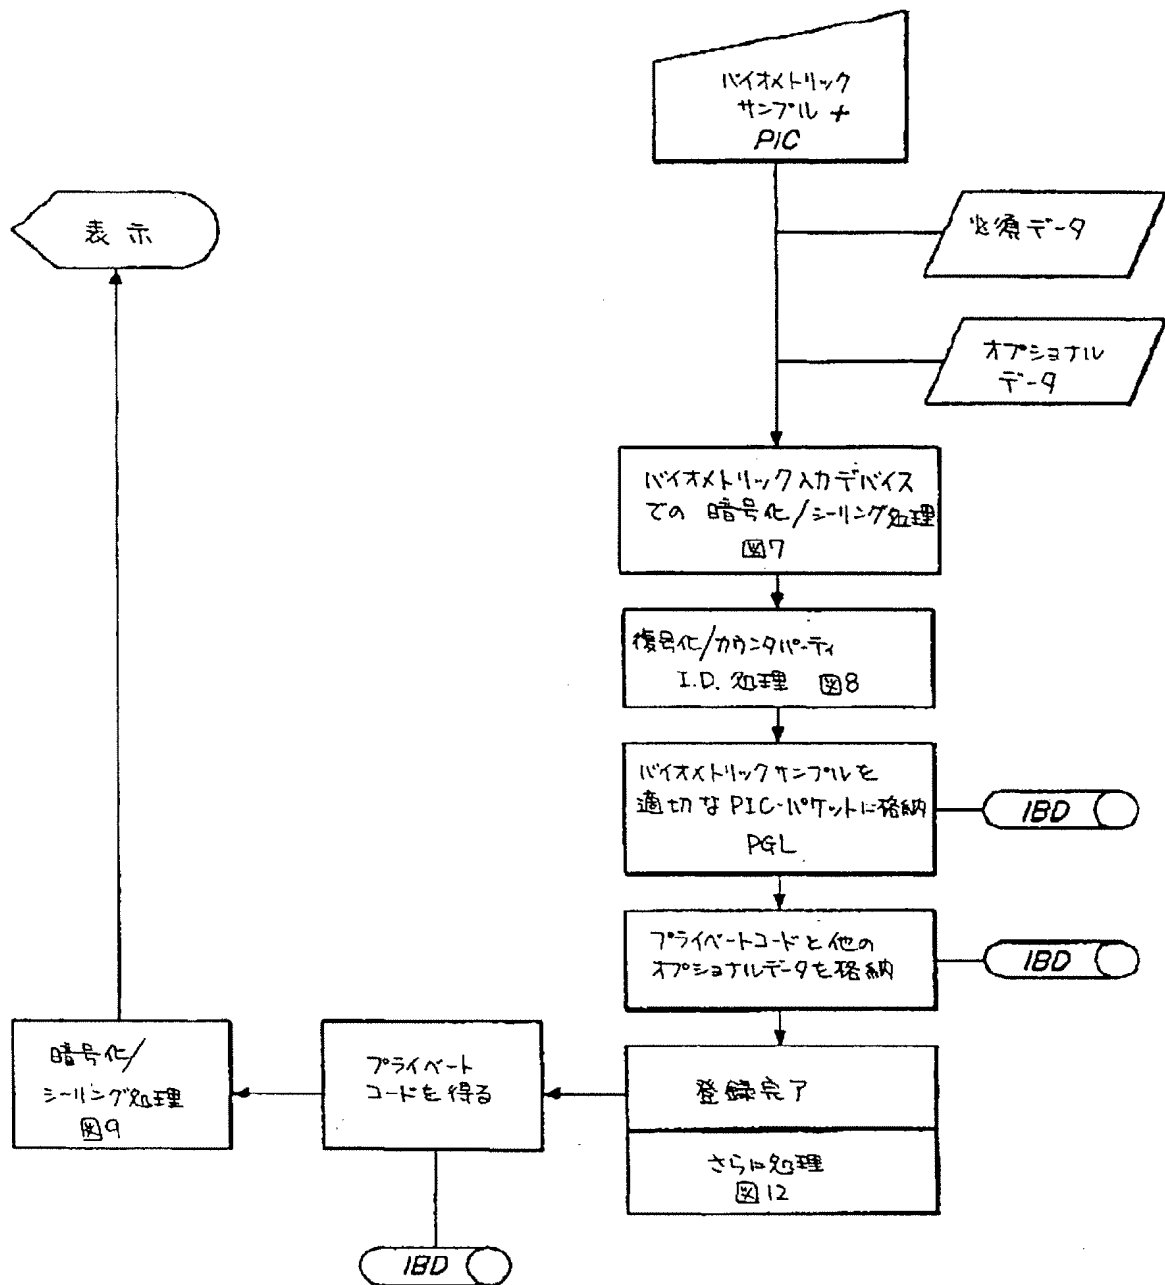 バイオメトリック
サンプル +
PIC
表示
必須データ
オプショナル
データ
バイオメトリック入力デバイス
での 暗号化/シーリング処理
図7
復号化/カウンタパーティ
I.D. 処理 図8
バイオメトリックサンプルを
適切なPIC-バケットに格納
PGL
IBD
プライベートコードと他の
オプショナルデータを格納
IBD
暗号化/
シーリング処理
図9
プライベート
コードを得る
登録完了
さらに処理
図12
IBD